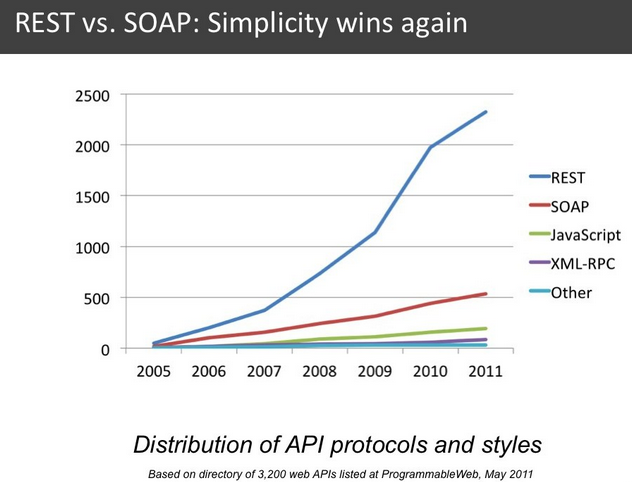 REST vs. SOAP: Simplicity wins again
2500
2000
1500
1000
500
0
2005 2006 2007 2008 2009 2010 2011
REST
SOAP
JavaScript
XML-RPC
Other
Distribution of API protocols and styles
Based on directory of 3,200 web APIs listed at ProgrammableWeb, May 2011